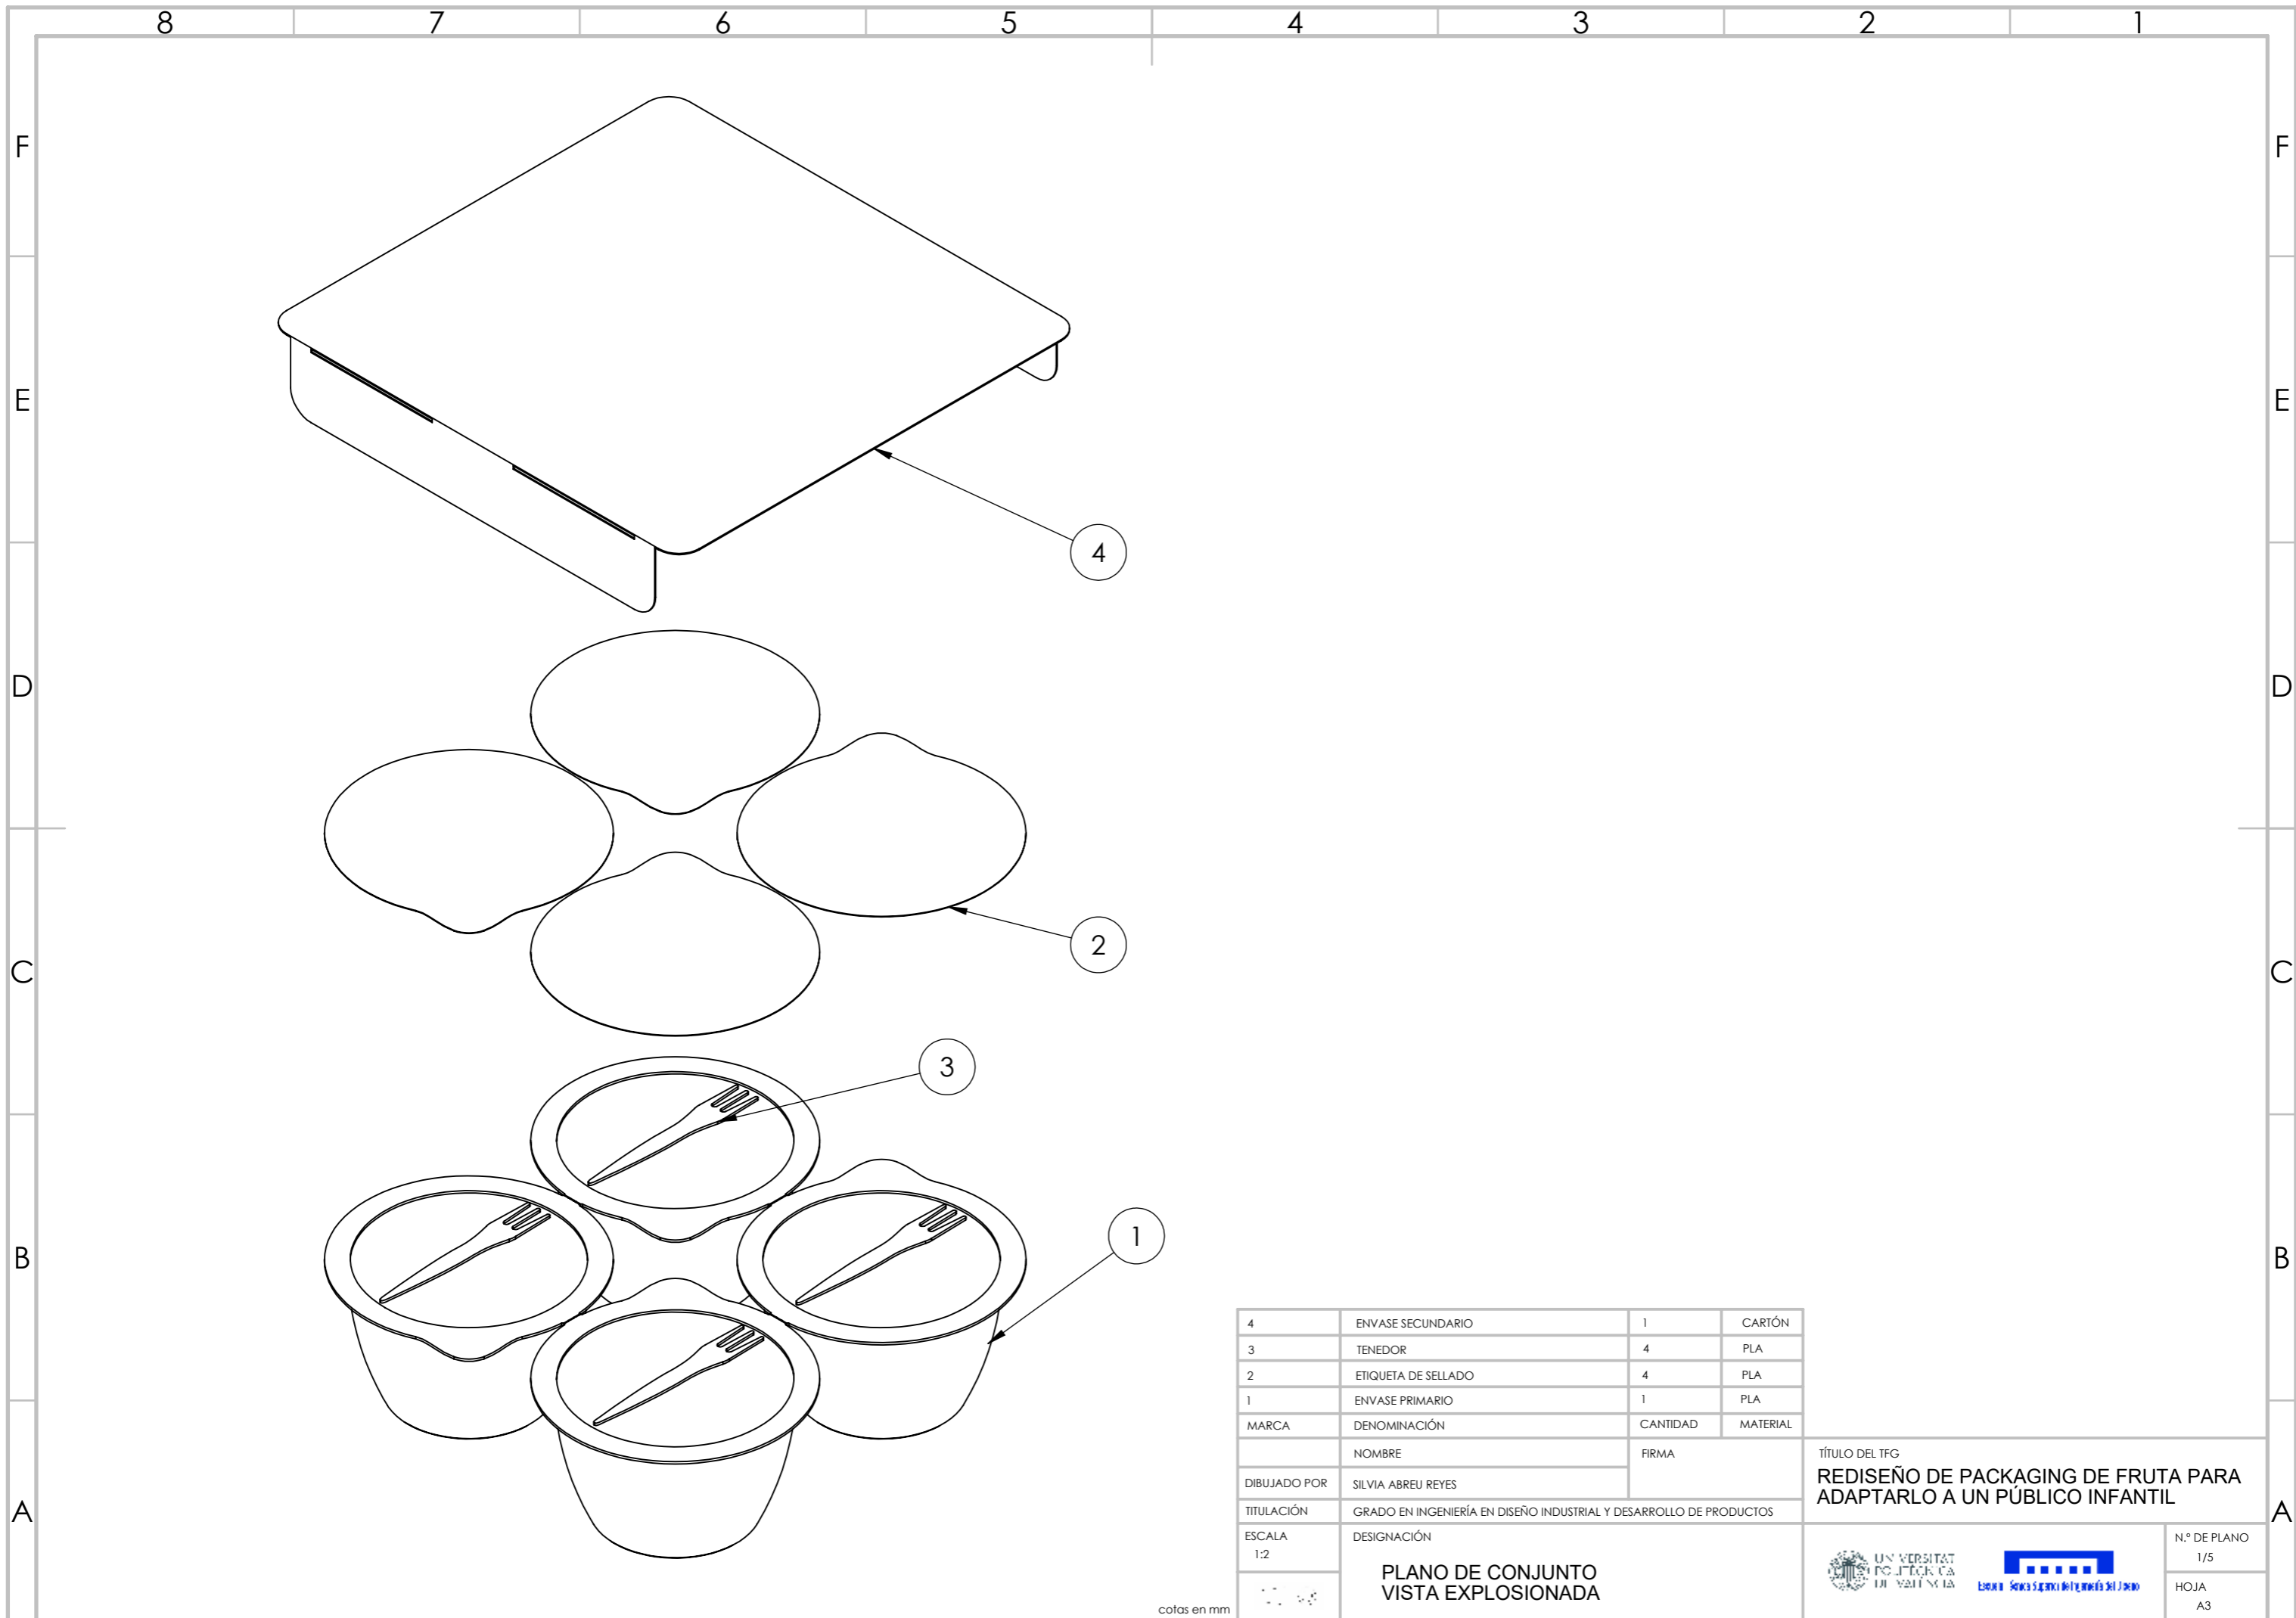 8 7 6 5 4 3 2 1
F F
E E
4
D D
2
C C
3
1
B B
4 ENVASE SECUNDARIO 1 CARTÓN
3 TENEDOR 4 PLA
2 ETIQUETA DE SELLADO 4 PLA
1 ENVASE PRIMARIO 1 PLA
MARCA DENOMINACIÓN CANTIDAD MATERIAL
NOMBRE FIRMA
DIBUJADO POR SILVIA ABREU REYES
TÍTULO DEL TFG
REDISEÑO DE PACKAGING DE FRUTA PARA
ADAPTARLO A UN PÚBLICO INFANTIL
A A
TITULACIÓN GRADO EN INGENIERÍA EN DISEÑO INDUSTRIAL Y DESARROLLO DE PRODUCTOS
ESCALA
1:2
DESIGNACIÓN
PLANO DE CONJUNTO
VISTA EXPLOSIONADA
UNIVERSITAT
POLITÈCNICA
DE VALÈNCIA
N.º DE PLANO
1/5
HOJA
A3
cotas en mm